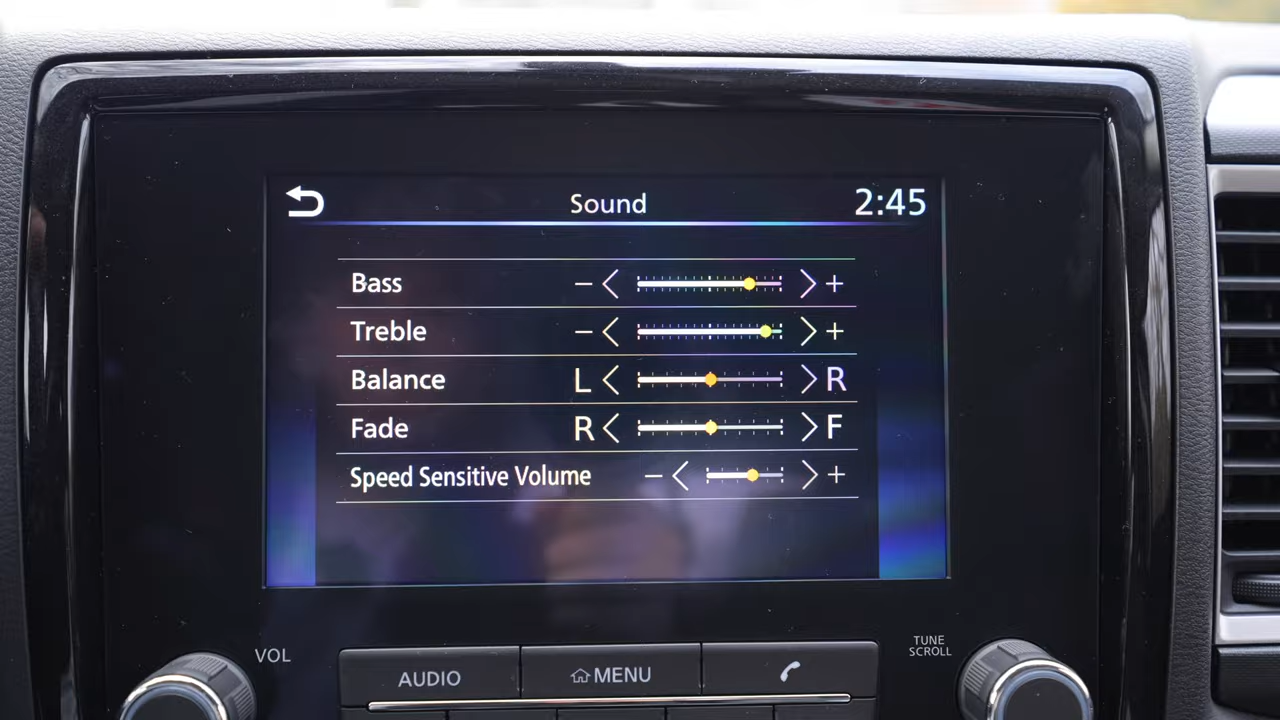 Sound 2:45
Bass - +
Treble - +
Balance L R
Fade R F
Speed Sensitive Volume - +
VOL
TUNE
SCROLL
AUDIO MENU